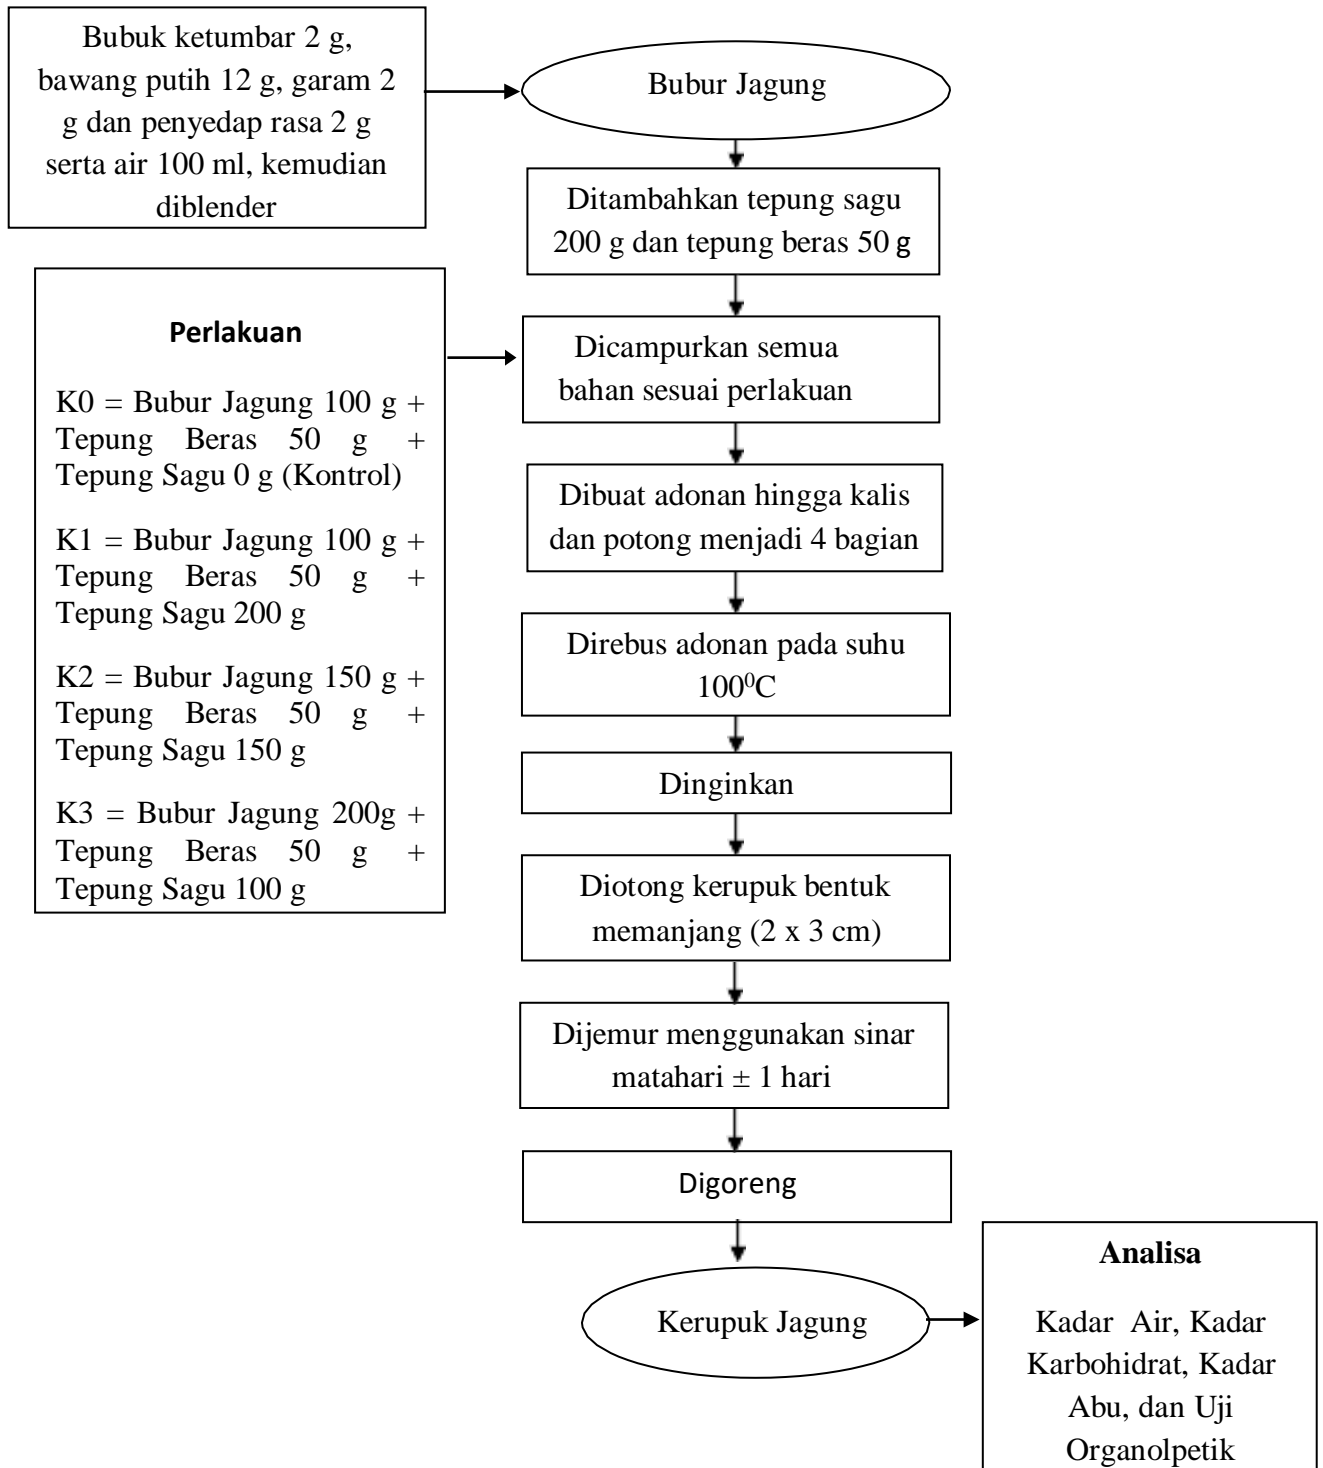 Bubuk ketumbar 2 g,
bawang putih 12 g, garam 2
g dan penyedap rasa 2 g
serta air 100 ml, kemudian
diblender
Bubur Jagung
Ditambahkan tepung sagu
200 g dan tepung beras 50 g
Perlakuan
K0 = Bubur Jagung 100 g +
Tepung Beras 50 g +
Tepung Sagu 0 g (Kontrol)
K1 = Bubur Jagung 100 g +
Tepung Beras 50 g +
Tepung Sagu 200 g
K2 = Bubur Jagung 150 g +
Tepung Beras 50 g +
Tepung Sagu 150 g
K3 = Bubur Jagung 200g +
Tepung Beras 50 g +
Tepung Sagu 100 g
Dicampurkan semua
bahan sesuai perlakuan
Dibuat adonan hingga kalis
dan potong menjadi 4 bagian
Direbus adonan pada suhu
100⁰C
Dinginkan
Diotong kerupuk bentuk
memanjang (2 x 3 cm)
Dijemur menggunakan sinar
matahari ± 1 hari
Digoreng
Kerupuk Jagung
Analisa
Kadar Air, Kadar
Karbohidrat, Kadar
Abu, dan Uji
Organolpetik